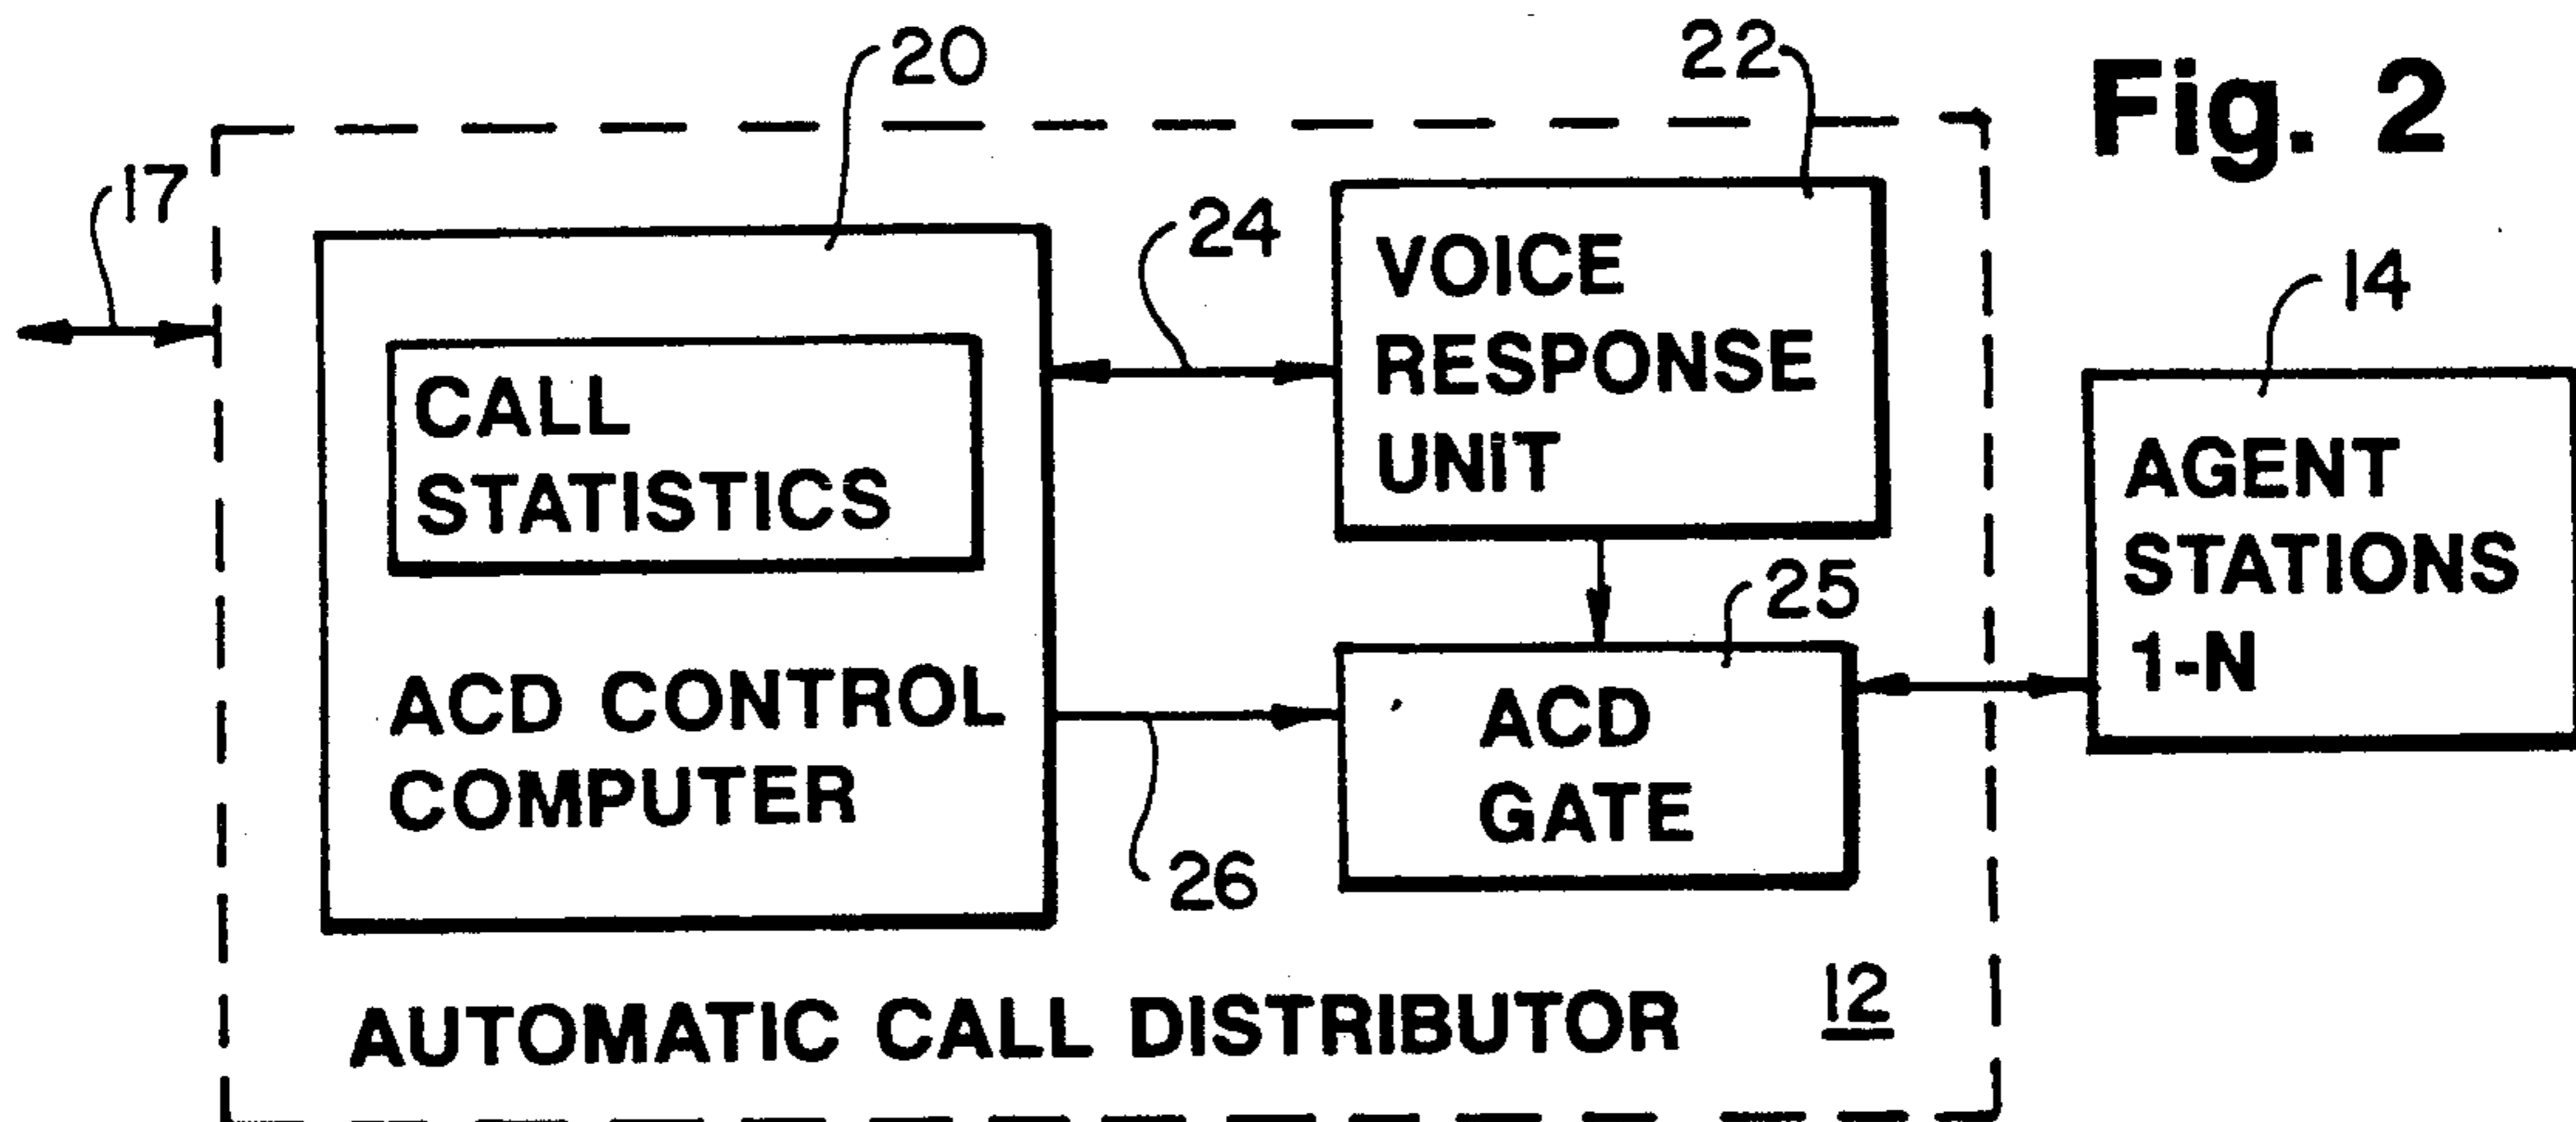 Fig. 2
20
22
17
24
14
VOICE
RESPONSE
UNIT
CALL
STATISTICS
AGENT
STATIONS
1-N
25
ACD CONTROL
COMPUTER
ACD
GATE
26
AUTOMATIC CALL DISTRIBUTOR
12